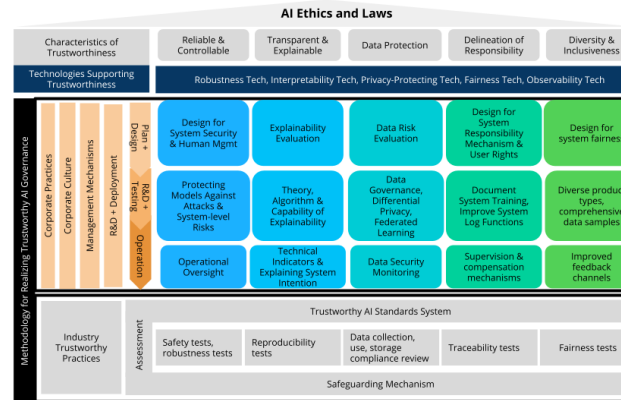 AI Ethics and Laws
Characteristics of
Trustworthiness
Reliable &
Controllable
Transparent &
Explainable
Data Protection
Delineation of
Responsibility
Diversity &
Inclusiveness
Technologies Supporting
Trustworthiness
Robustness Tech, Interpretability Tech, Privacy-Protecting Tech, Fairness Tech, Observability Tech
Methodology for Realizing Trustworthy AI Governance
Corporate Practices
Corporate Culture
Management Mechanisms
R&D + Deployment
Plan +
Design
Design for
System Security
& Human Mgmt
Explainability
Evaluation
Data Risk
Evaluation
Design for
System
Responsibility
Mechanism &
User Rights
Design for
system fairness
R&D +
Testing
Protecting
Models Against
Attacks &
System-level
Risks
Theory,
Algorithm &
Capability of
Explainability
Data
Governance,
Differential
Privacy,
Federated
Learning
Document
System Training,
Improve System
Log Functions
Diverse product
types,
comprehensive
data samples
Operation
Operational
Oversight
Technical
Indicators &
Explaining System
Intention
Data Security
Monitoring
Supervision &
compensation
mechanisms
Improved
feedback
channels
Industry
Trustworthy
Practices
Assessment
Trustworthy AI Standards System
Safety tests,
robustness tests
Reproducibility
tests
Data collection,
use, storage
compliance review
Traceability tests
Fairness tests
Safeguarding Mechanism